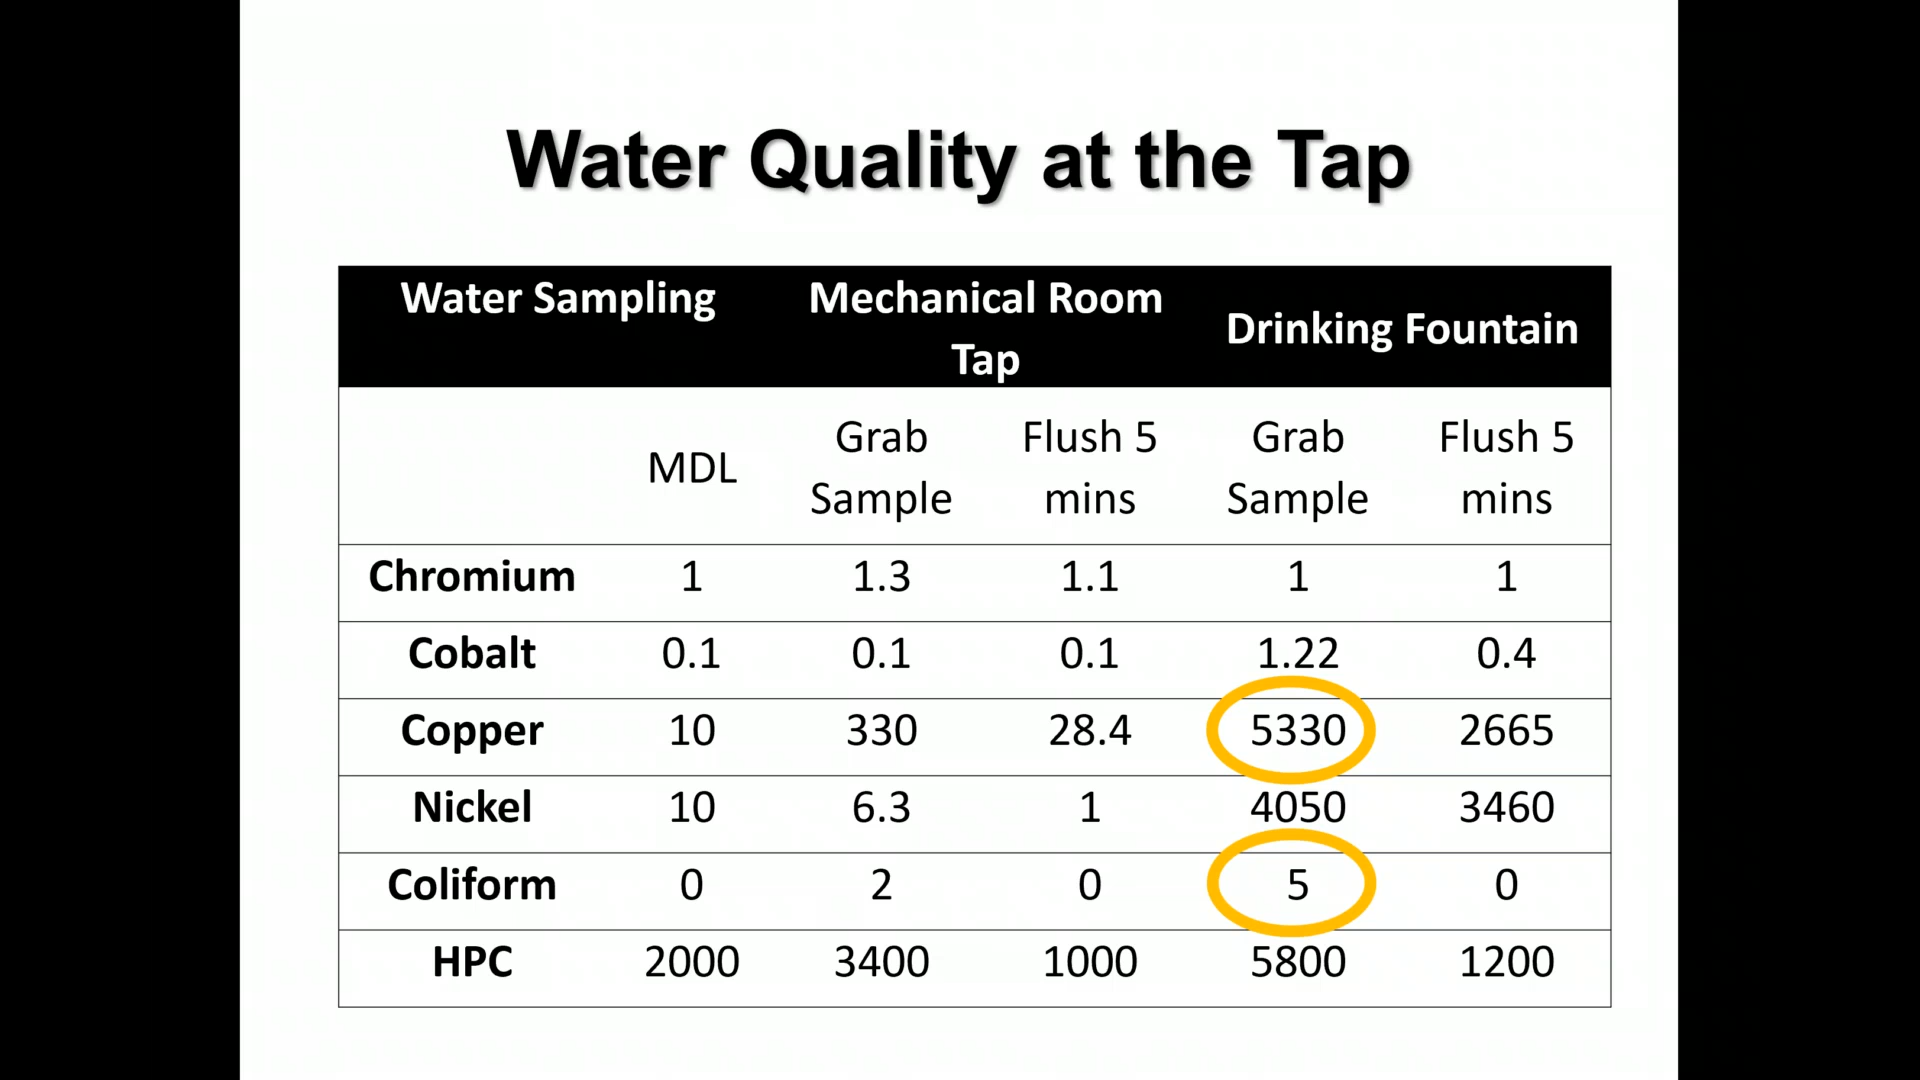 Water Quality at the Tap
Water Sampling Mechanical Room Tap Drinking Fountain
MDL Grab Sample Flush 5 mins Grab Sample Flush 5 mins
Chromium 1 1.3 1.1 1 1
Cobalt 0.1 0.1 0.1 1.22 0.4
Copper 10 330 28.4 5330 2665
Nickel 10 6.3 1 4050 3460
Coliform 0 2 0 5 0
HPC 2000 3400 1000 5800 1200